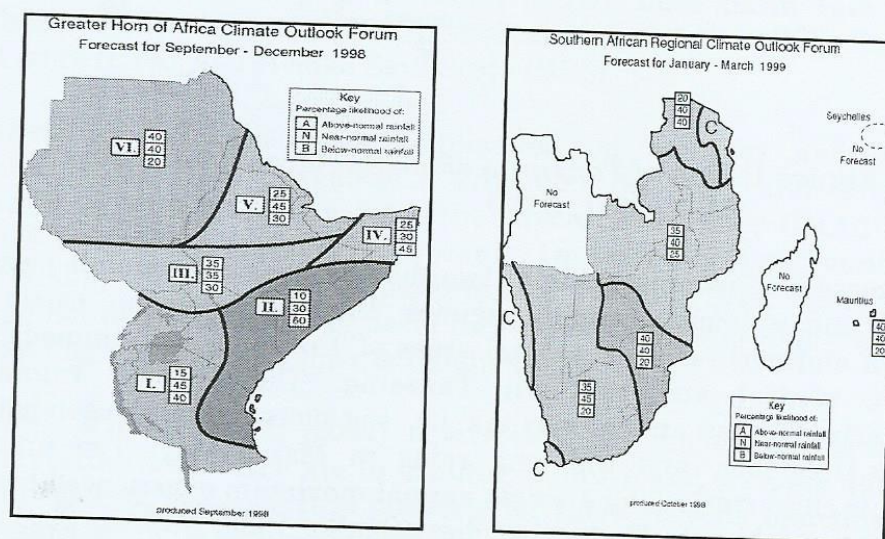 Greater Horn of Africa Climate Outlook Forum
Forecast for September - December 1998
Key
Percentage likelihood of:
A Above-normal rainfall
N Near-normal rainfall
B Below-normal rainfall
VI.
40
40
20
V.
25
45
30
IV.
25
30
45
III.
35
35
30
II.
10
30
60
I.
15
45
40
produced September 1998
Southern African Regional Climate Outlook Forum
Forecast for January - March 1999
20
40
40
C
Seychelles
No
Forecast
No
Forecast
35
40
25
No
Forecast
Mauritius
40
40
20
C
40
40
20
35
45
20
C
Key
Percentage likelihood of:
A Above-normal rainfall
N Near-normal rainfall
B Below-normal rainfall
produced October 1998